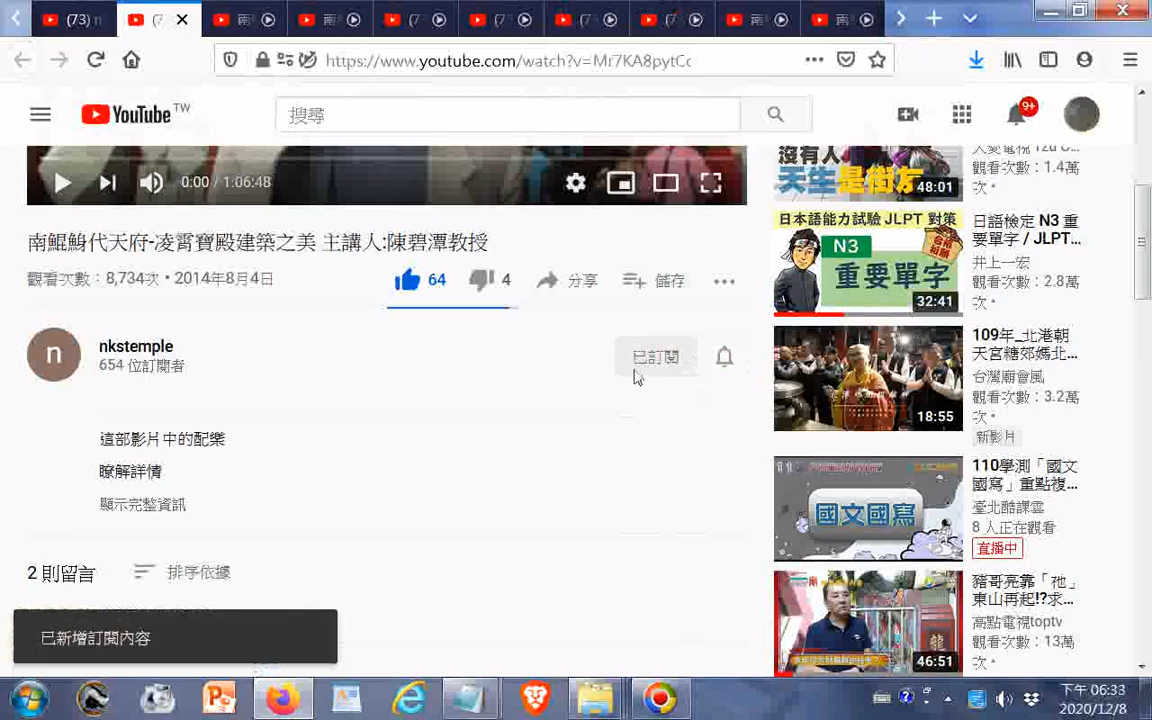 (73)
https://www.youtube.com/watch?v=Mr7KA8pytCc
YouTube TW
搜尋
9+
0:00 / 1:06:48
南鯤鯓代天府-凌霄寶殿建築之美 主講人:陳碧潭教授
觀看次數：8,734次 • 2014年8月4日
64
4
分享
儲存
nkstemple
654 位訂閱者
已訂閱
這部影片中的配樂
瞭解詳情
顯示完整資訊
2 則留言
排序依據
已新增訂閱內容
沒有人
天生是街友
48:01
觀看次數：1.4萬
次 •
日本語能力試験 JLPT 対策
N3
重要單字
32:41
日語檢定 N3 重
要單字 / JLPT...
井上一宏
觀看次數：2.8萬
次 •
18:55
109年_北港朝
天宮糖郊媽北...
台灣廟會風
觀看次數：3.2萬
次 •
新影片
國文國寫
110學測「國文
國寫」重點複...
臺北酷課雲
8 人正在觀看
直播中
46:51
豬哥亮靠「祂」
東山再起!?求...
高點電視toptv
觀看次數：13萬
次 •
下午 06:33
2020/12/8